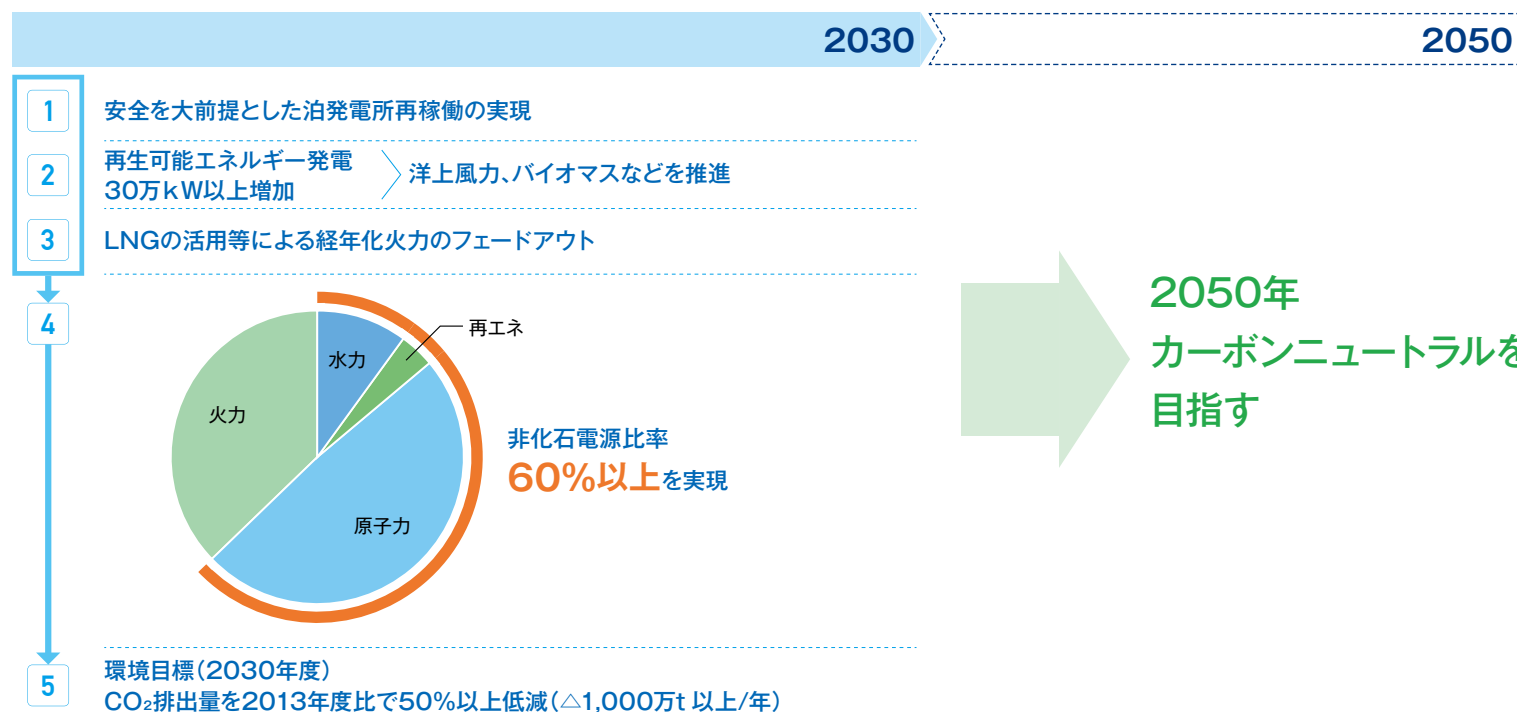 2030
2050
1
安全を大前提とした泊発電所再稼働の実現
2
再生可能エネルギー発電
30万kW以上増加
洋上風力、バイオマスなどを推進
3
LNGの活用等による経年化火力のフェードアウト
4
再エネ
水力
火力
原子力
非化石電源比率
60%以上を実現
2050年
カーボンニュートラルを
目指す
5
環境目標(2030年度)
CO₂排出量を2013年度比で50%以上低減(△1,000万t 以上/年)